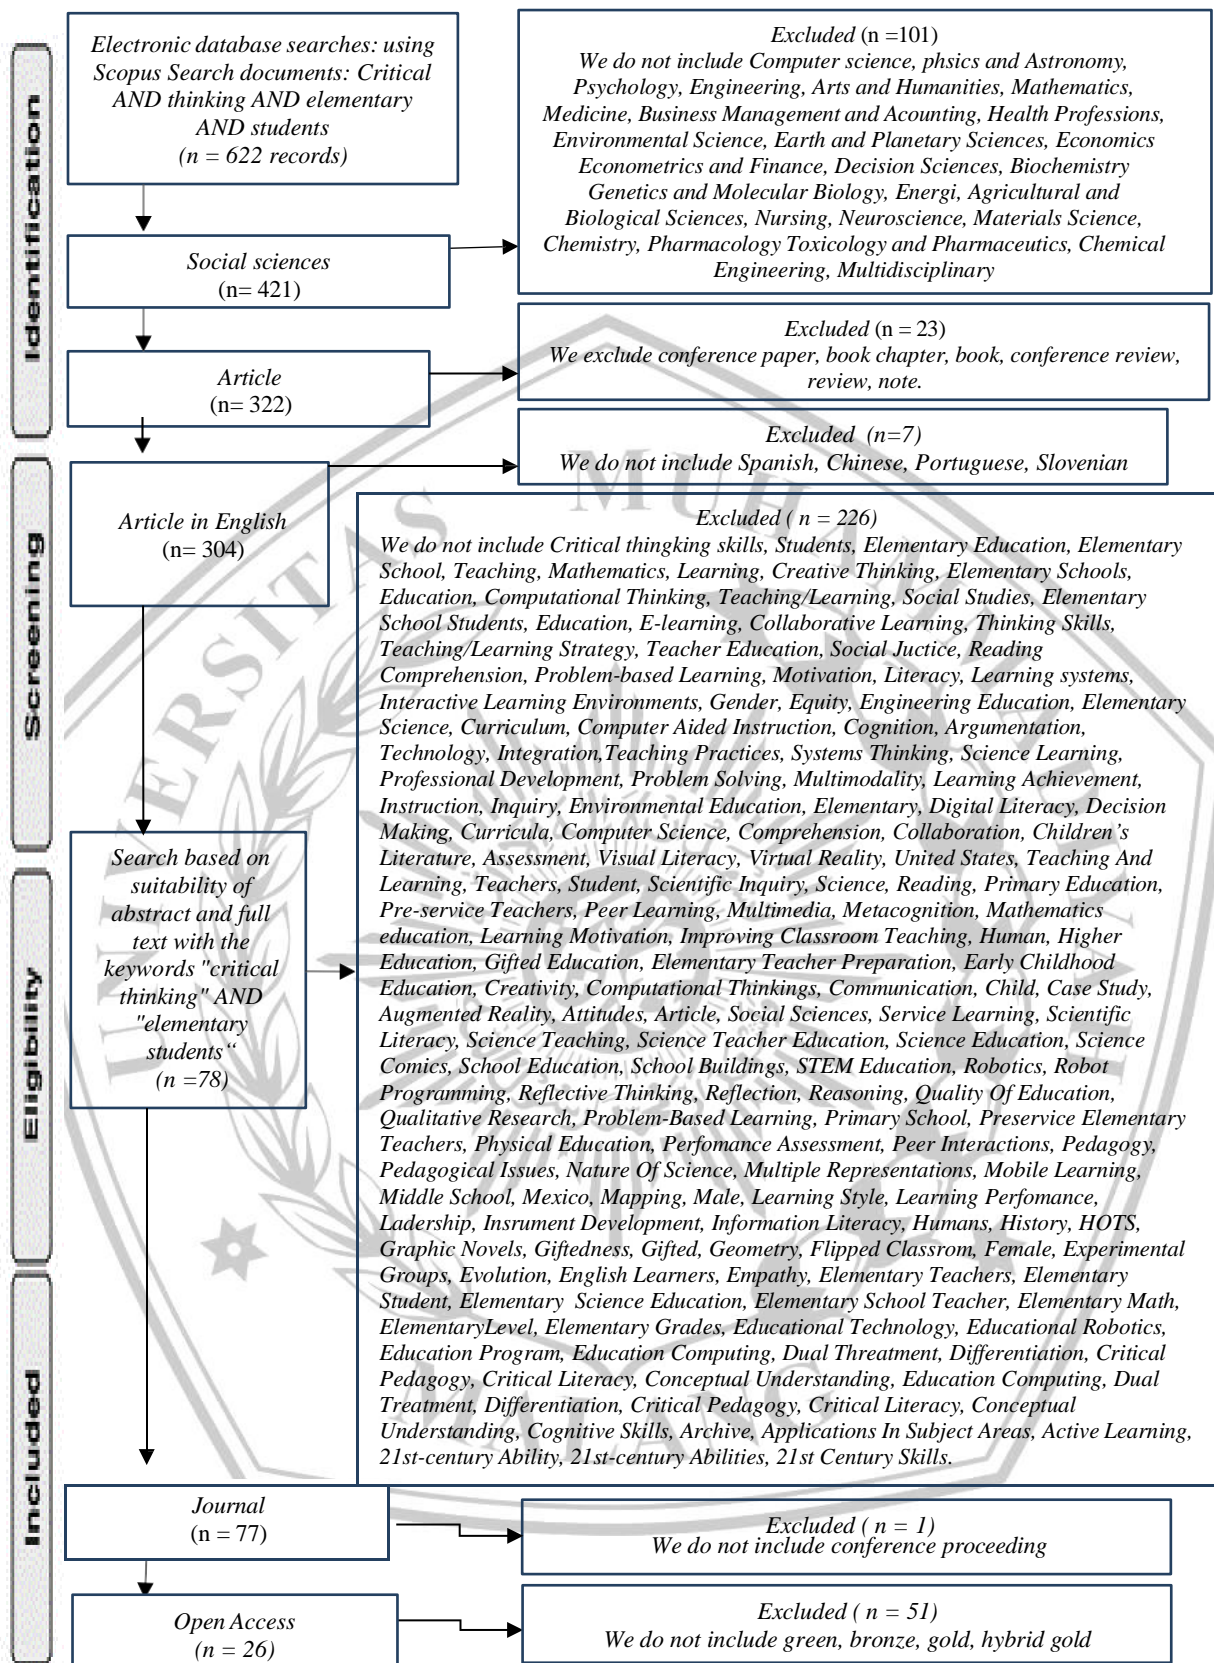 Identification
Electronic database searches: using
Scopus Search documents: Critical
AND thinking AND elementary
AND students
(n = 622 records)
Excluded (n =101)
We do not include Computer science, phsics and Astronomy,
Psychology, Engineering, Arts and Humanities, Mathematics,
Medicine, Business Management and Acounting, Health Professions,
Environmental Science, Earth and Planetary Sciences, Economics
Econometrics and Finance, Decision Sciences, Biochemistry
Genetics and Molecular Biology, Energi, Agricultural and
Biological Sciences, Nursing, Neuroscience, Materials Science,
Chemistry, Pharmacology Toxicology and Pharmaceutics, Chemical
Engineering, Multidisciplinary
Social sciences
(n= 421)
Excluded (n = 23)
We exclude conference paper, book chapter, book, conference review,
review, note.
Article
(n= 322)
Excluded (n=7)
We do not include Spanish, Chinese, Portuguese, Slovenian
Screening
Article in English
(n= 304)
Excluded ( n = 226)
We do not include Critical thingking skills, Students, Elementary Education, Elementary
School, Teaching, Mathematics, Learning, Creative Thinking, Elementary Schools,
Education, Computational Thinking, Teaching/Learning, Social Studies, Elementary
School Students, Education, E-learning, Collaborative Learning, Thinking Skills,
Teaching/Learning Strategy, Teacher Education, Social Juctice, Reading
Comprehension, Problem-based Learning, Motivation, Literacy, Learning systems,
Interactive Learning Environments, Gender, Equity, Engineering Education, Elementary
Science, Curriculum, Computer Aided Instruction, Cognition, Argumentation,
Technology, Integration,Teaching Practices, Systems Thinking, Science Learning,
Professional Development, Problem Solving, Multimodality, Learning Achievement,
Instruction, Inquiry, Environmental Education, Elementary, Digital Literacy, Decision
Making, Curricula, Computer Science, Comprehension, Collaboration, Children's
Literature, Assessment, Visual Literacy, Virtual Reality, United States, Teaching And
Learning, Teachers, Student, Scientific Inquiry, Science, Reading, Primary Education,
Pre-service Teachers, Peer Learning, Multimedia, Metacognition, Mathematics
education, Learning Motivation, Improving Classroom Teaching, Human, Higher
Education, Gifted Education, Elementary Teacher Preparation, Early Childhood
Education, Creativity, Computational Thinkings, Communication, Child, Case Study,
Augmented Reality, Attitudes, Article, Social Sciences, Service Learning, Scientific
Literacy, Science Teaching, Science Teacher Education, Science Education, Science
Comics, School Education, School Buildings, STEM Education, Robotics, Robot
Programming, Reflective Thinking, Reflection, Reasoning, Quality Of Education,
Qualitative Research, Problem-Based Learning, Primary School, Preservice Elementary
Teachers, Physical Education, Perfomance Assessment, Peer Interactions, Pedagogy,
Pedagogical Issues, Nature Of Science, Multiple Representations, Mobile Learning,
Middle School, Mexico, Mapping, Male, Learning Style, Learning Perfomance,
Ladership, Insrument Development, Information Literacy, Humans, History, HOTS,
Graphic Novels, Giftedness, Gifted, Geometry, Flipped Classrom, Female, Experimental
Groups, Evolution, English Learners, Empathy, Elementary Teachers, Elementary
Student, Elementary Science Education, Elementary School Teacher, Elementary Math,
ElementaryLevel, Elementary Grades, Educational Technology, Educational Robotics,
Education Program, Education Computing, Dual Threatment, Differentiation, Critical
Pedagogy, Critical Literacy, Conceptual Understanding, Education Computing, Dual
Treatment, Differentiation, Critical Pedagogy, Critical Literacy, Conceptual
Understanding, Cognitive Skills, Archive, Applications In Subject Areas, Active Learning,
21st-century Ability, 21st-century Abilities, 21st Century Skills.
Eligibility
Search based on
suitability of
abstract and full
text with the
keywords "critical
thinking" AND
"elementary
students“
(n =78)
Included
Journal
(n = 77)
Excluded ( n = 1)
We do not include conference proceeding
Open Access
(n = 26)
Excluded ( n = 51)
We do not include green, bronze, gold, hybrid gold
UNIVERSITAS MUHAMMADIYAH
MALANG